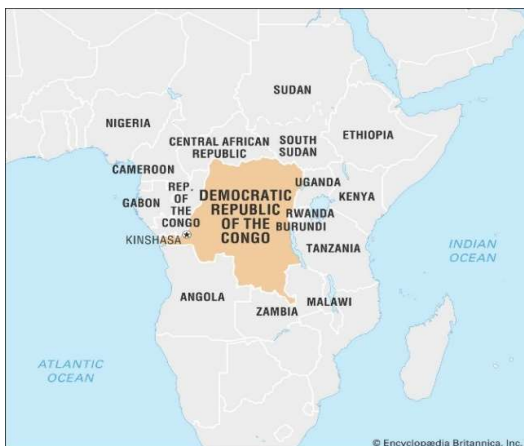 SUDAN
NIGERIA
ETHIOPIA
CENTRAL AFRICAN
REPUBLIC
SOUTH
SUDAN
CAMEROON
UGANDA
GABON
REP.
OF
THE
CONGO
DEMOCRATIC
REPUBLIC
OF THE
CONGO
KENYA
RWANDA
BURUNDI
KINSHASA
TANZANIA
INDIAN
OCEAN
ANGOLA
MALAWI
ZAMBIA
ATLANTIC
OCEAN
© Encyclopædia Britannica, Inc.